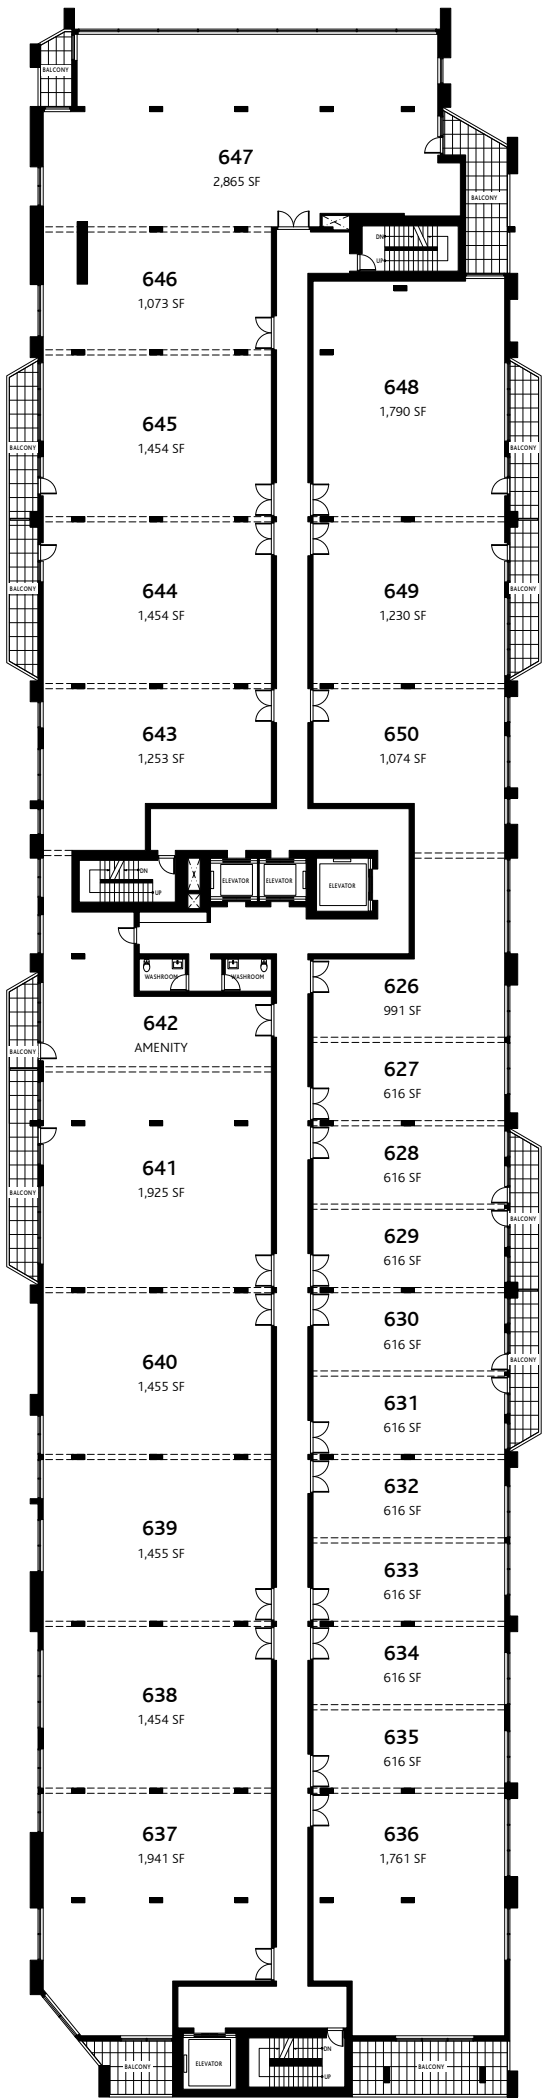 BALCONY
647
2,865 SF
BALCONY
DN
UP
646
1,073 SF
648
1,790 SF
645
1,454 SF
BALCONY
BALCONY
644
1,454 SF
649
1,230 SF
BALCONY
BALCONY
643
1,253 SF
650
1,074 SF
DN
UP
ELEVATOR
ELEVATOR
ELEVATOR
WASHROOM
WASHROOM
626
991 SF
642
AMENITY
BALCONY
627
616 SF
628
616 SF
641
1,925 SF
BALCONY
BALCONY
629
616 SF
630
616 SF
640
1,455 SF
BALCONY
631
616 SF
632
616 SF
639
1,455 SF
633
616 SF
634
616 SF
638
1,454 SF
635
616 SF
637
1,941 SF
636
1,761 SF
BALCONY
ELEVATOR
DN
UP
BALCONY